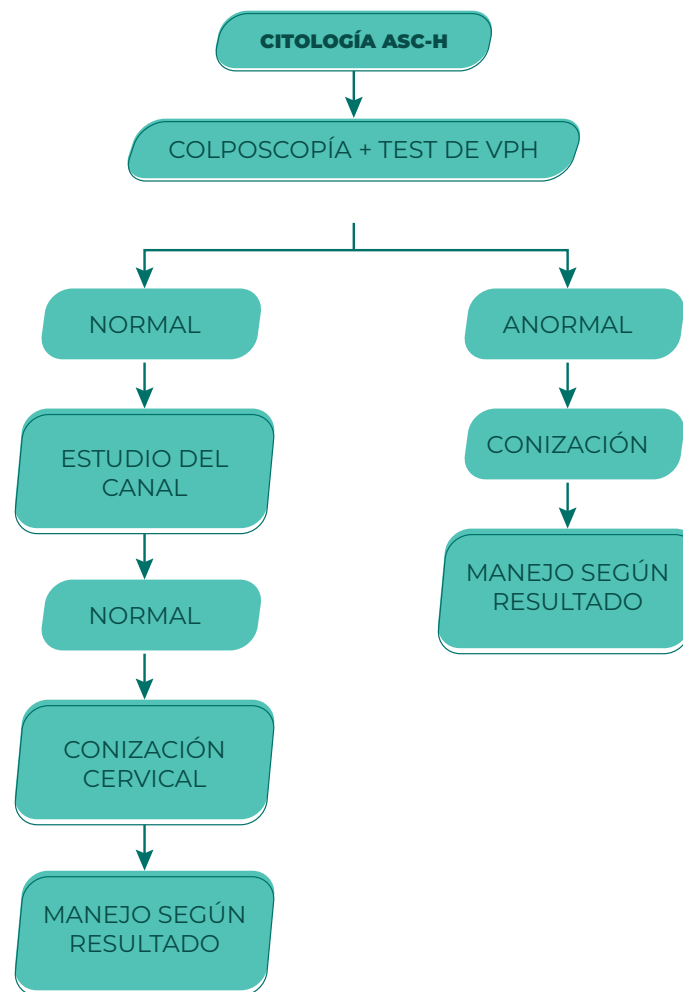 CITOLOGÍA ASC-H
COLPOSCOPÍA + TEST DE VPH
NORMAL
ESTUDIO DEL
CANAL
NORMAL
CONIZACIÓN
CERVICAL
MANEJO SEGÚN
RESULTADO
ANORMAL
CONIZACIÓN
MANEJO SEGÚN
RESULTADO